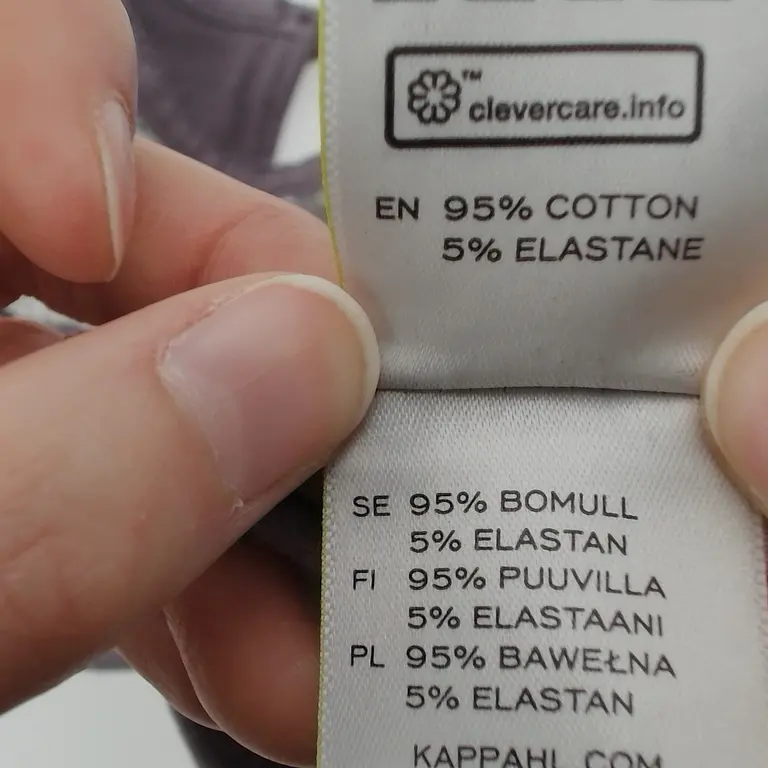 ™
clevercare.info
EN 95% COTTON
5% ELASTANE
SE 95% BOMULL
5% ELASTAN
FI 95% PUUVILLA
5% ELASTAANI
PL 95% BAWEŁNA
5% ELASTAN
KAPPAHL.COM